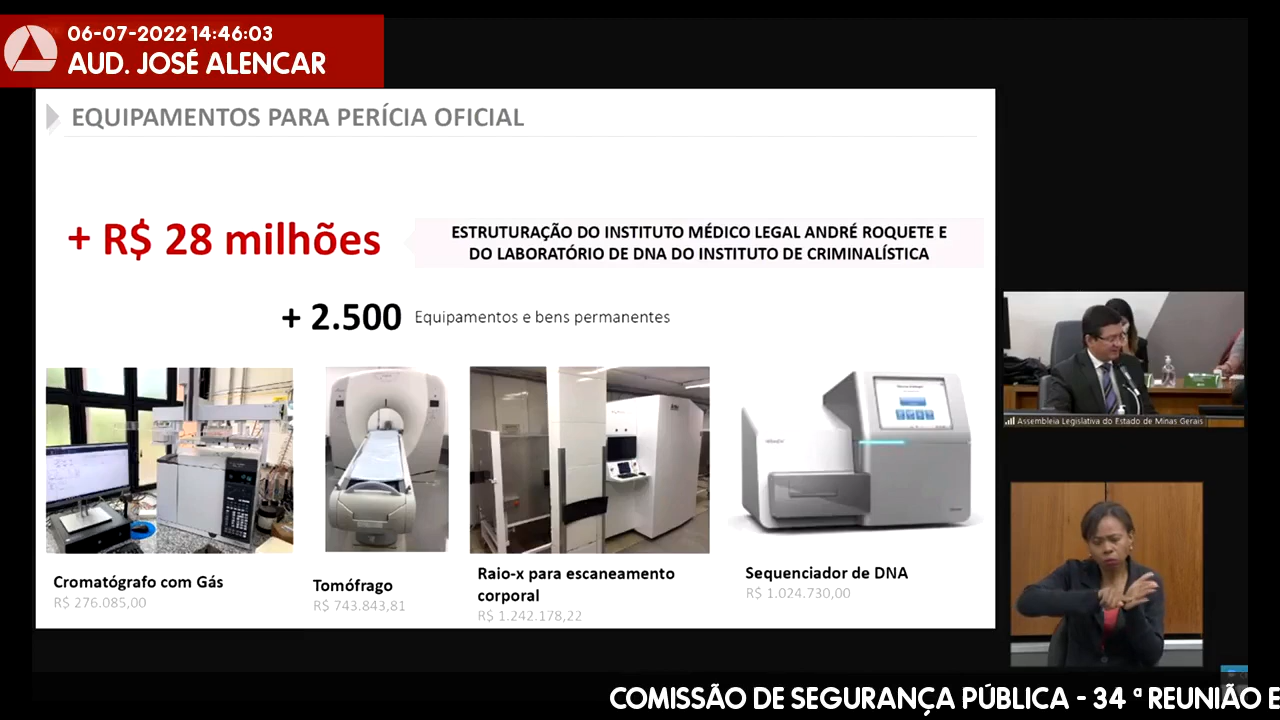 06-07-2022 14:46:03
AUD. JOSÉ ALENCAR
EQUIPAMENTOS PARA PERÍCIA OFICIAL
+ R$ 28 milhões
ESTRUTURAÇÃO DO INSTITUTO MÉDICO LEGAL ANDRÉ ROQUETE E
DO LABORATÓRIO DE DNA DO INSTITUTO DE CRIMINALÍSTICA
+ 2.500 Equipamentos e bens permanentes
Cromatógrafo com Gás
R$ 276.085,00
Tomófrago
R$ 743.843,81
Raio-x para escaneamento
corporal
R$ 1.242.178,22
Sequenciador de DNA
R$ 1.024.730,00
Assembleia Legislativa do Estado de Minas Gerais
COMISSÃO DE SEGURANÇA PÚBLICA - 34 ª REUNIÃO E